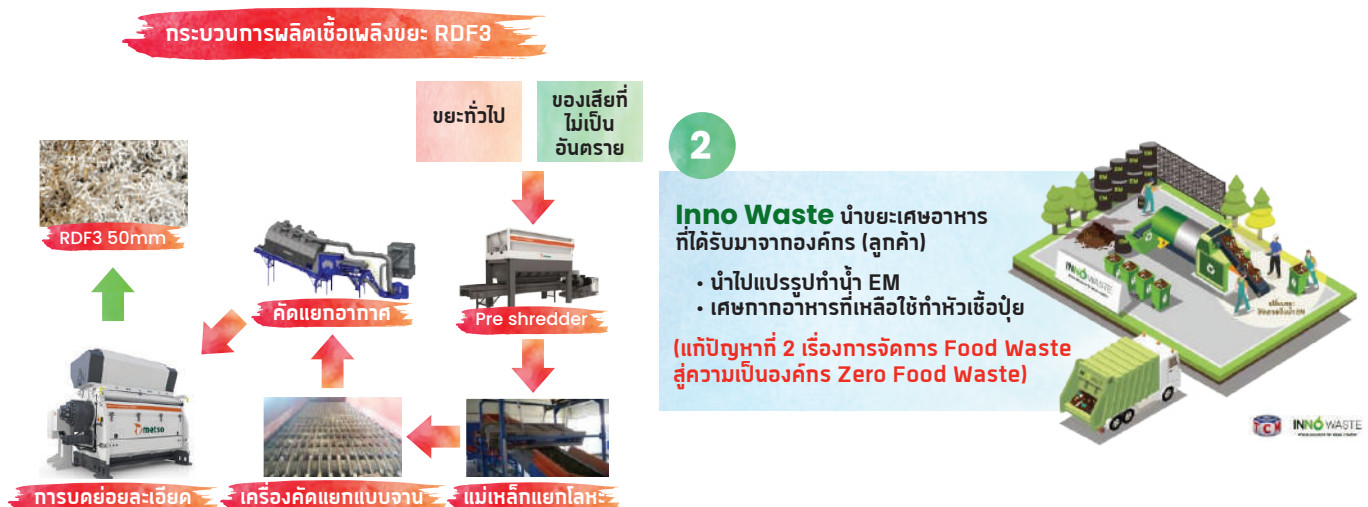 กระบวนการผลิตเชื้อเพลิงขยะ RDF3
ขยะทั่วไป
ของเสียที่
ไม่เป็น
อันตราย
Pre shredder
แม่เหล็กแยกโลหะ
เครื่องคัดแยกแบบจาน
คัดแยกอากาศ
metso
การบดย่อยละเอียด
RDF3 50mm
2
Inno Waste นำขยะเศษอาหาร
ที่ได้รับมาจากองค์กร (ลูกค้า)
• นำไปแปรรูปทำน้ำ EM
• เศษกากอาหารที่เหลือใช้ทำหัวเชื้อปุ๋ย
(แก้ปัญหาที่ 2 เรื่องการจัดการ Food Waste
สู่ความเป็นองค์กร Zero Food Waste)
EM
EM
EM
EM
INNO WASTE
TCM
INNO WASTE